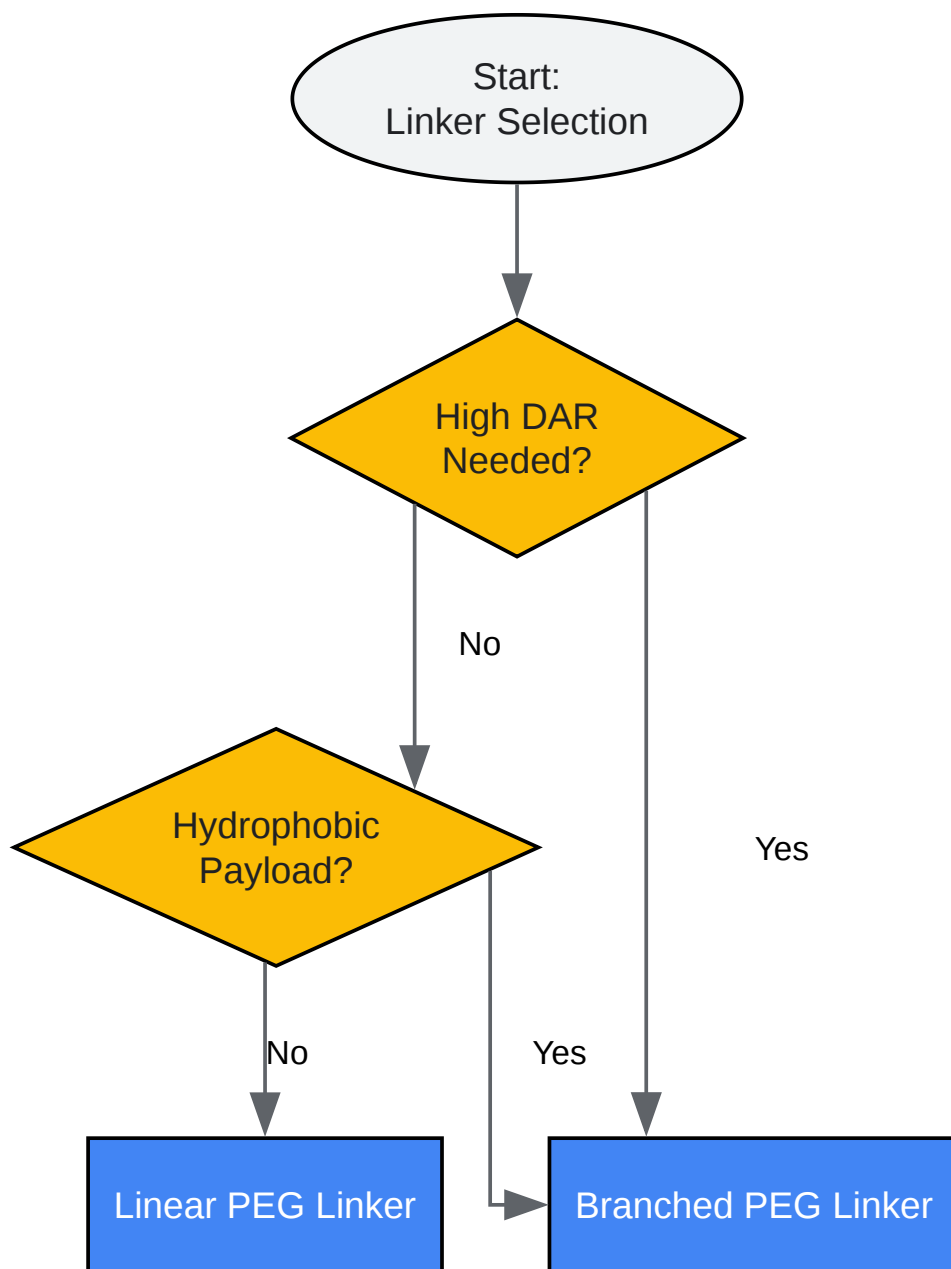 Start:
Linker Selection
High DAR
Needed?
No
Hydrophobic
Payload?
Yes
No
Yes
Linear PEG Linker
Branched PEG Linker